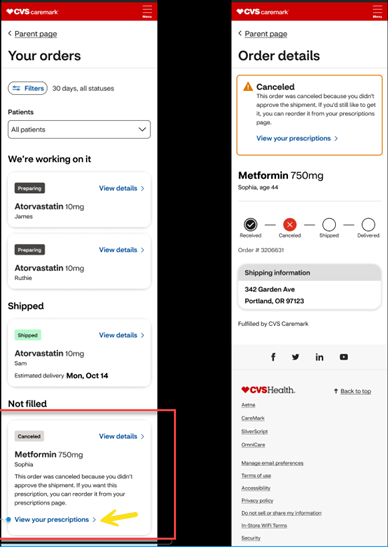 CVS caremark
Menu
Parent page
Your orders
Filters
30 days, all statuses
Patients
All patients
We're working on it
Preparing
View details
Atorvastatin 10mg
James
Preparing
View details
Atorvastatin 10mg
Ruthie
Shipped
Shipped
View details
Atorvastatin 10mg
Sam
Estimated delivery Mon, Oct 14
Not filled
Canceled
View details
Metformin 750mg
Sophia
This order was canceled because you didn't
approve the shipment. If you want this
prescription, you can reorder it from your
prescriptions page.
View your prescriptions
CVS caremark
Menu
Parent page
Order details
Canceled
This order was canceled because you didn't
approve the shipment. If you'd still like to get
it, you can reorder it from your prescriptions
page.
View your prescriptions
Metformin 750mg
Sophia, age 44
Received
Canceled
Shipped
Delivered
Order # 3206631
Shipping information
342 Garden Ave
Portland, OR 97123
Fulfilled by CVS Caremark
CVSHealth.
Back to top
Aetna
CareMark
SilverScript
OmniCare
Manage email preferences
Terms of use
Accessibility
Privacy policy
Do not sell or share my information
In-Store WiFi Terms
Security